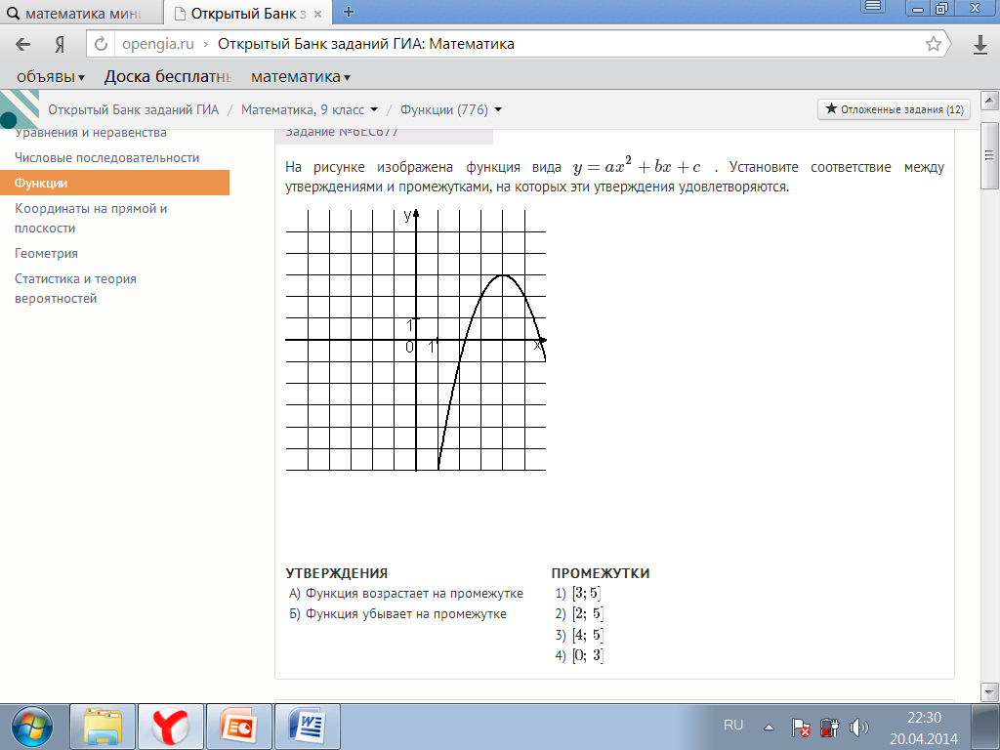 математика мини
Открытый Банк з
opengia.ru › Открытый Банк заданий ГИА: Математика
объявы Доска бесплатн математика
Открытый Банк заданий ГИА / Математика, 9 класс / Функции (776)
Отложенные задания (12)
Уравнения и неравенства
Числовые последовательности
Функции
Координаты на прямой и
плоскости
Геометрия
Статистика и теория
вероятностей
Задание №6EC677
На рисунке изображена функция вида y = ax² + bx + c . Установите соответствие между
утверждениями и промежутками, на которых эти утверждения удовлетворяются.
y
1
0 1 x
УТВЕРЖДЕНИЯ
А) Функция возрастает на промежутке
Б) Функция убывает на промежутке
ПРОМЕЖУТКИ
1) [3; 5]
2) [2; 5]
3) [4; 5]
4) [0; 3]
RU
22:30
20.04.2014